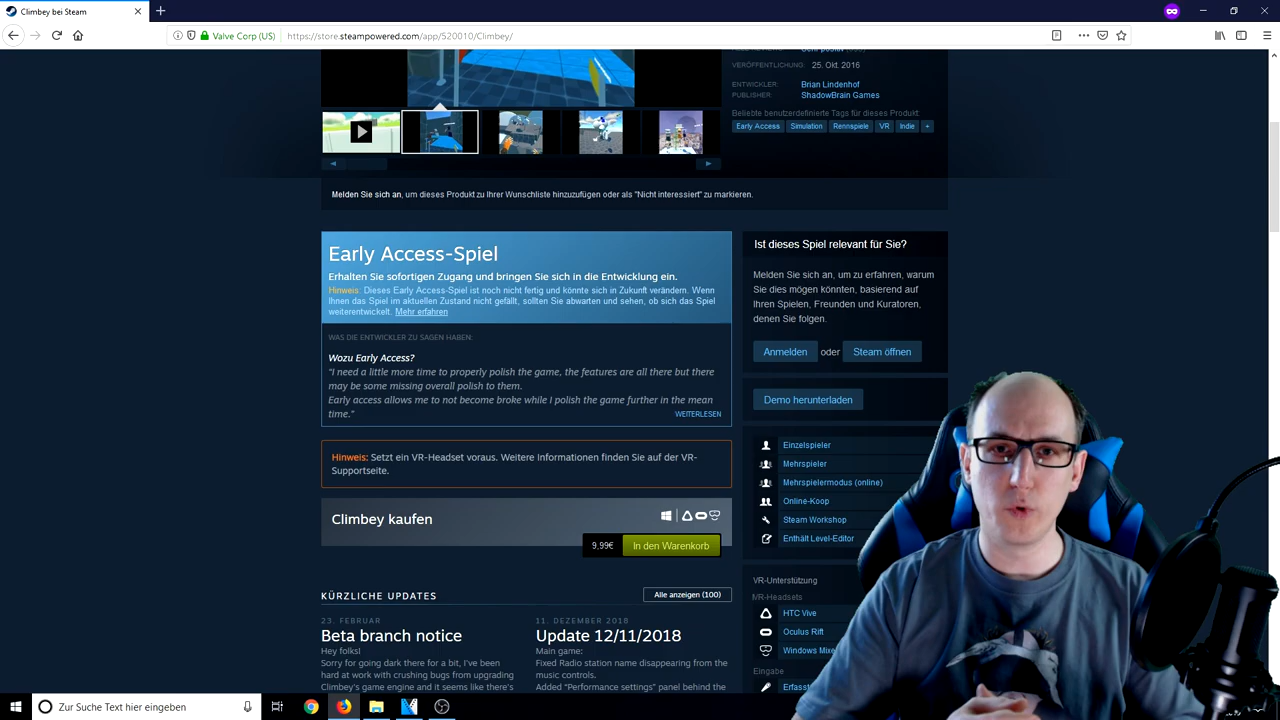 Climbey bei Steam
Valve Corp (US)
https://store.steampowered.com/app/520010/Climbey/
VERÖFFENTLICHUNG:
25. Okt. 2016
ENTWICKLER:
Brian Lindenhof
PUBLISHER:
ShadowBrain Games
Beliebte benutzerdefinierte Tags für dieses Produkt:
Early Access
Simulation
Rennspiele
VR
Indie
+
Melden Sie sich an, um dieses Produkt zu Ihrer Wunschliste hinzuzufügen oder als "Nicht interessiert" zu markieren.
Early Access-Spiel
Erhalten Sie sofortigen Zugang und bringen Sie sich in die Entwicklung ein.
Hinweis: Dieses Early Access-Spiel ist noch nicht fertig und könnte sich in Zukunft verändern. Wenn
Ihnen das Spiel im aktuellen Zustand nicht gefällt, sollten Sie abwarten und sehen, ob sich das Spiel
weiterentwickelt. Mehr erfahren
WAS DIE ENTWICKLER ZU SAGEN HABEN:
Wozu Early Access?
"I need a little more time to properly polish the game, the features are all there but there
may be some missing overall polish to them.
Early access allows me to not become broke while I polish the game further in the mean
time."
WEITERLESEN
Hinweis: Setzt ein VR-Headset voraus. Weitere Informationen finden Sie auf der VR-
Supportseite.
Climbey kaufen
9,99€
In den Warenkorb
KÜRZLICHE UPDATES
Alle anzeigen (100)
23. FEBRUAR
Beta branch notice
Hey folks!
Sorry for going dark there for a bit, I've been
hard at work with crushing bugs from upgrading
Climbey's game engine and it seems like there's
11. DEZEMBER 2018
Update 12/11/2018
Main game:
Fixed Radio station name disappearing from the
music controls.
Added "Performance settings" panel behind the
Ist dieses Spiel relevant für Sie?
Melden Sie sich an, um zu erfahren, warum
Sie dies mögen könnten, basierend auf
Ihren Spielen, Freunden und Kuratoren,
denen Sie folgen.
Anmelden
oder
Steam öffnen
Demo herunterladen
Einzelspieler
Mehrspieler
Mehrspielermodus (online)
Online-Koop
Steam Workshop
Enthält Level-Editor
VR-Unterstützung
VR-Headsets
HTC Vive
Oculus Rift
Windows Mixe
Eingabe
Erfasst
Zur Suche Text hier eingeben